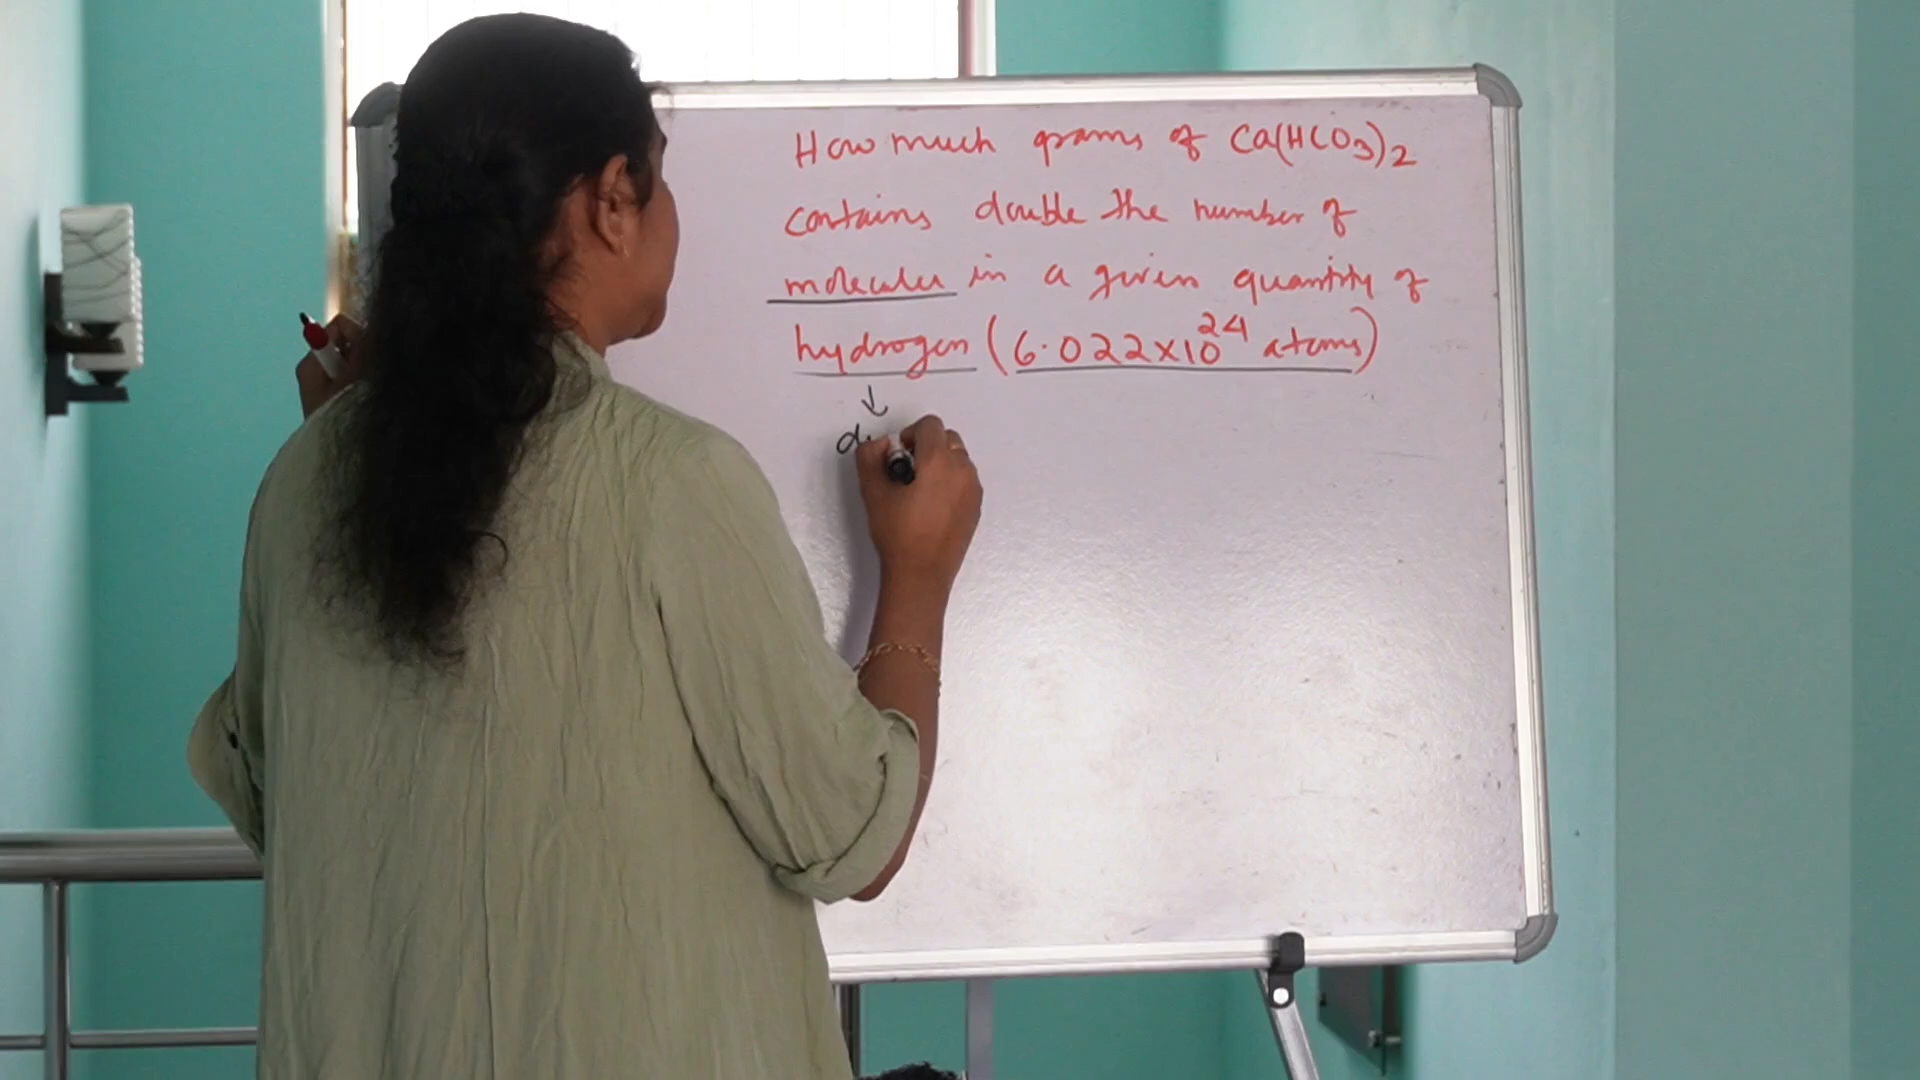 How much grams of Ca(HCO3)2
contains double the number of
molecules in a given quantity of
hydrogen (6.022x10^24 atoms)
↓
di